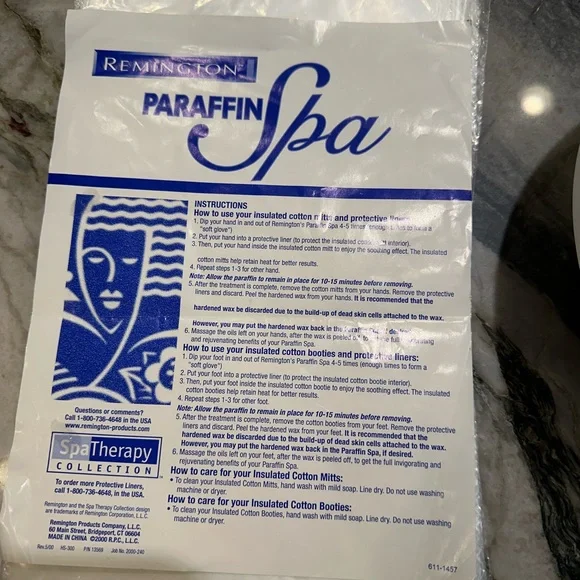 REMINGTON
PARAFFIN Spa
INSTRUCTIONS
How to use your insulated cotton mitts and protective liners
1. Dip your hand in and out of Remington's Paraffin Spa 4-5 times (enough times to form a
"soft glove")
2. Put your hand into a protective liner (to protect the insulated interior).
3. Then, put your hand inside the insulated cotton mitt to enjoy the soothing effect. The insulated
cotton mitts help retain heat for better results.
4. Repeat steps 1-3 for other hand.
Note: Allow the paraffin to remain in place for 10-15 minutes before removing.
5. After the treatment is complete, remove the cotton mitts from your hands. Remove the protective
liners and discard. Peel the hardened wax from your hands. It is recommended that the
hardened wax be discarded due to the build-up of dead skin cells attached to the wax.
However, you may put the hardened wax back in the Paraffin
6. Massage the oils left on your hands, after the wax is peeled
and rejuvenating benefits of your Paraffin Spa.
How to use your insulated cotton booties and protective liners:
1. Dip your foot in and out of Remington's Paraffin Spa 4-5 times (enough times to form a
"soft glove")
2. Put your foot into a protective liner (to protect the insulated cotton bootie interior).
3. Then, put your foot inside the insulated cotton bootie to enjoy the soothing effect. The insulated
cotton booties help retain heat for better results.
4. Repeat steps 1-3 for other foot.
Note: Allow the paraffin to remain in place for 10-15 minutes before removing.
5. After the treatment is complete, remove the cotton booties from your feet. Remove the protective
liners and discard. Peel the hardened wax from your feet. It is recommended that the
hardened wax be discarded due to the build-up of dead skin cells attached to the wax.
However, you may put the hardened wax back in the Paraffin Spa, if desired.
6. Massage the oils left on your feet, after the wax is peeled off, to get the full invigorating and
rejuvenating benefits of your Paraffin Spa.
How to care for your Insulated Cotton Mitts:
• To clean your Insulated Cotton Mitts, hand wash with mild soap. Line dry. Do not use washing
machine or dryer.
How to care for your Insulated Cotton Booties:
• To clean your Insulated Cotton Booties, hand wash with mild soap. Line dry. Do not use washing
machine or dryer.
Questions or comments?
Call 1-800-736-4648 in the USA
www.remington-products.com
SpaTherapy
COLLECTION
To order more Protective Liners,
call 1-800-736-4648, in the USA.
Remington and the Spa Therapy Collection design
are trademarks of Remington Corporation, L.L.C.
Remington Products Company, L.L.C.
60 Main Street, Bridgeport, CT 06604
MADE IN CHINA ©2000 R.P.C., L.L.C.
Rev.5/00 HS-300 P/N 13569 Job No. 2000-240
611-1457